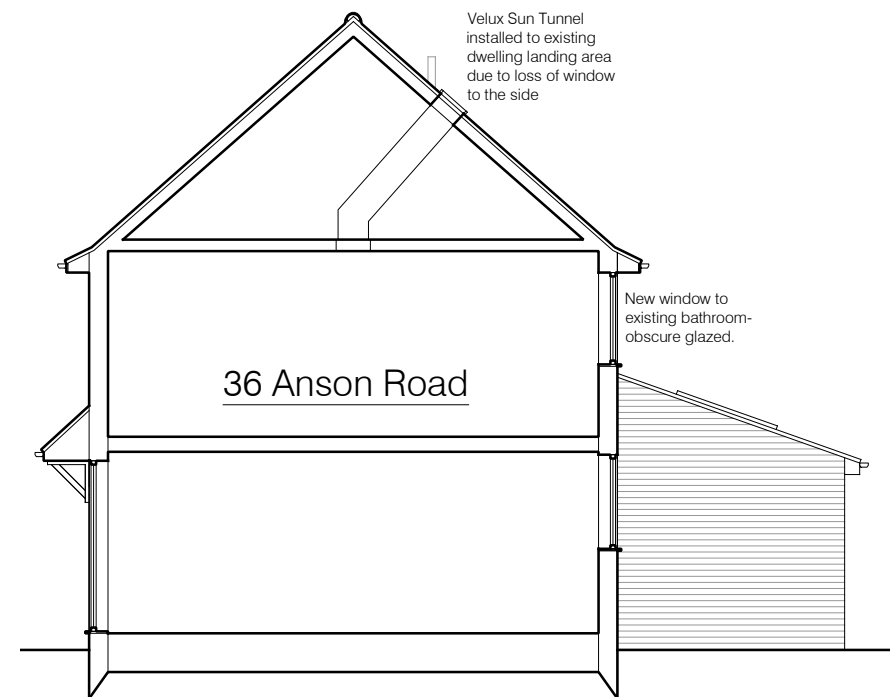 Velux Sun Tunnel
installed to existing
dwelling landing area
due to loss of window
to the side
New window to
existing bathroom-
obscure glazed.
36 Anson Road